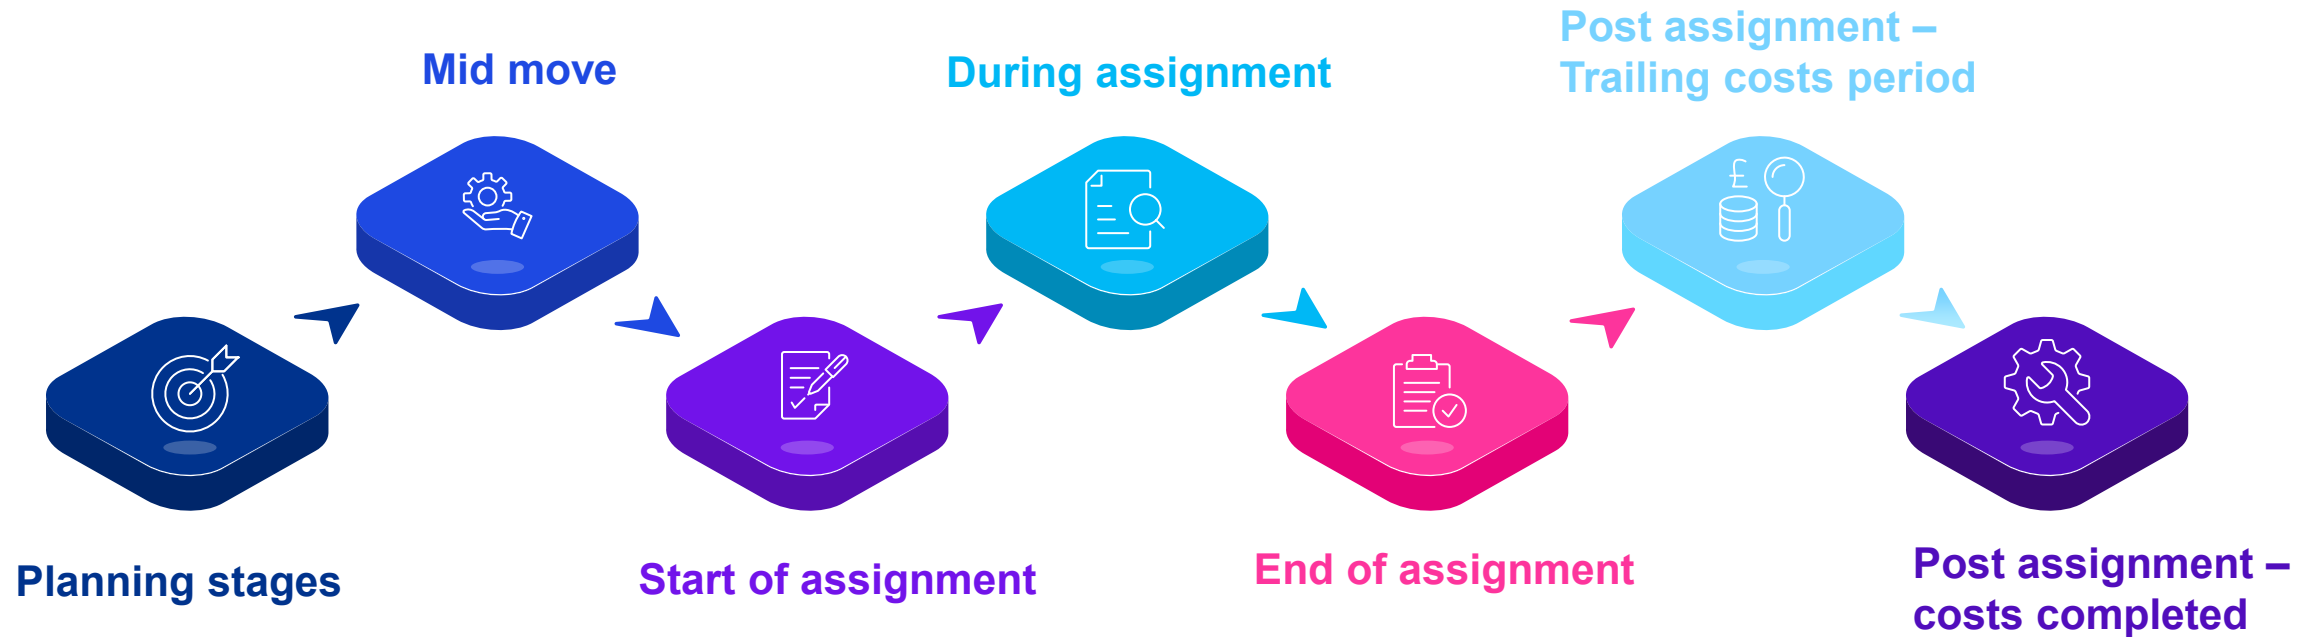 Planning stages
Mid move
Start of assignment
During assignment
End of assignment
Post assignment –
Trailing costs period
£
Post assignment –
costs completed